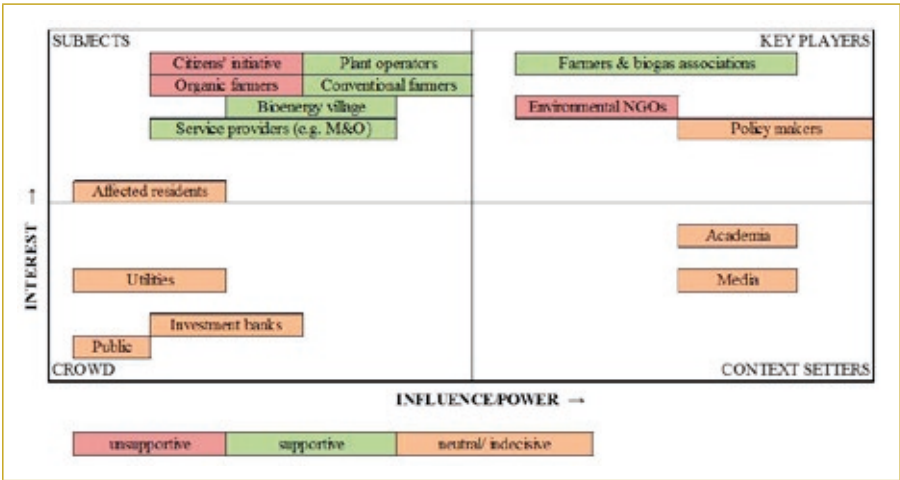 SUBJECTS
KEY PLAYERS
Citizens' initiative
Plant operators
Farmers & biogas associations
Organic farmers
Conventional farmers
Bioenergy village
Environmental NGOs
Service providers (e.g. M&O)
Policy makers
Affected residents
Academia
Utilities
Media
Investment banks
Public
CROWD
CONTEXT SETTERS
INTEREST →
INFLUENCE/POWER →
unsupportive
supportive
neutral/ indecisive